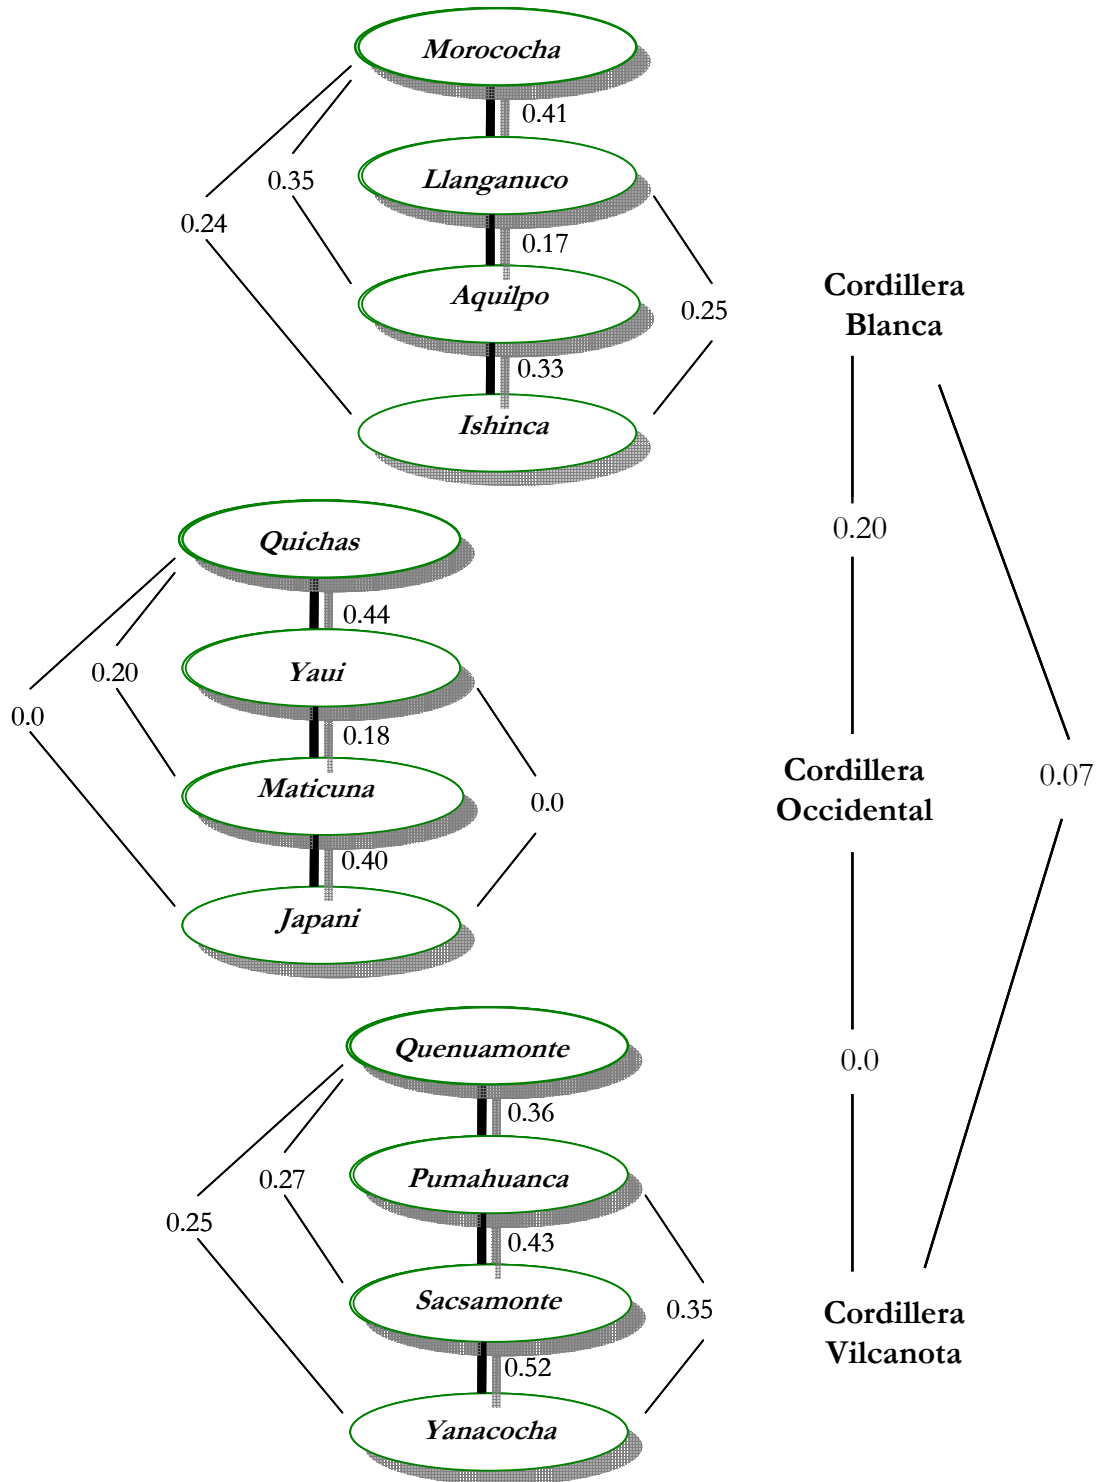 Morococha
0.41
Llanganuco
0.35
0.24
0.17
Aquilpo
0.25
0.33
Ishinca
Quichas
0.44
Yaui
0.20
0.0
0.18
Maticuna
0.0
0.40
Japani
Quenuamonte
0.36
Pumahuanca
0.27
0.25
0.43
Sacsamonte
0.35
0.52
Yanacocha
Cordillera
Blanca
0.20
Cordillera
Occidental
0.07
0.0
Cordillera
Vilcanota